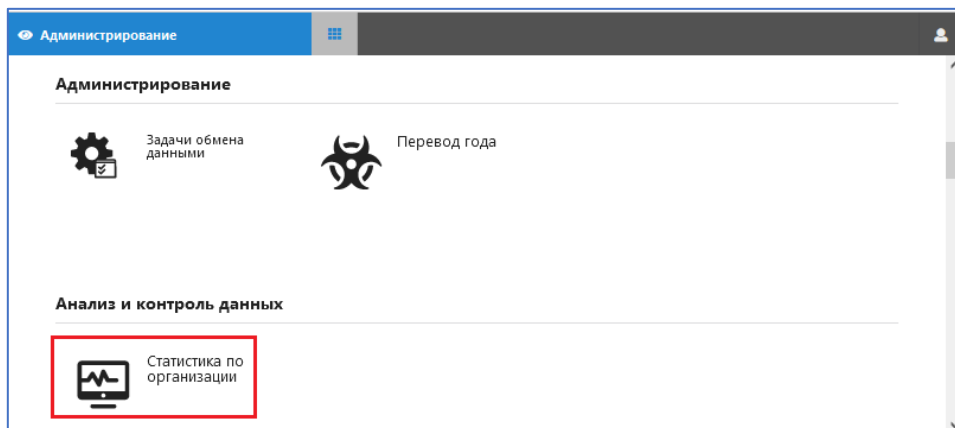 Администрирование
Администрирование
Задачи обмена
данными
Перевод года
Анализ и контроль данных
Статистика по
организации